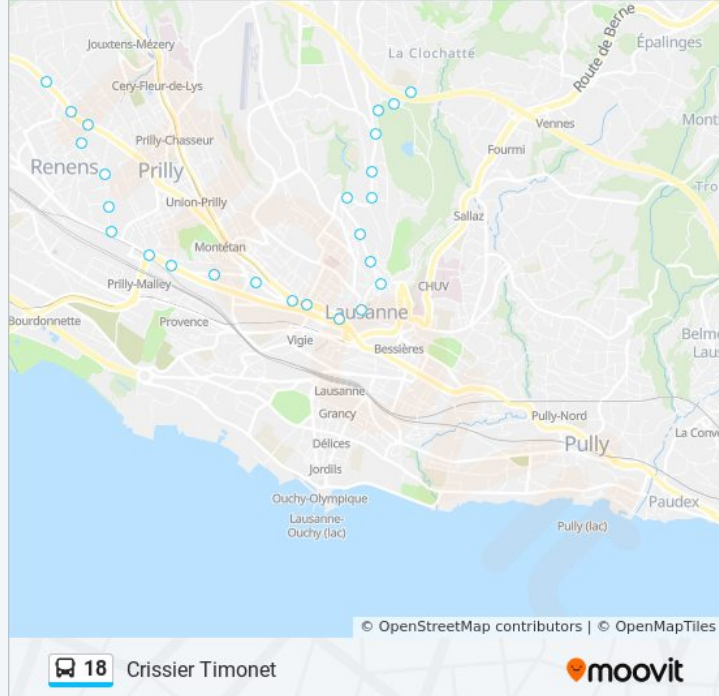 Jouxtens-Mézery
La Clochatte
Route de Berne
Épalinges
Cery-Fleur-de-Lys
Prilly-Chasseur
Vennes
Mont
Fourmi
Renens
Prilly
Tro
Union-Prilly
Sallaz
Montétan
Prilly-Malley
CHUV
Lausanne
Bourdonnette
Provence
Vigie
Bessières
Belm
Lau
Lausanne
Grancy
Pully-Nord
La Conv
Délices
Pully
Jordils
Ouchy-Olympique
Paudex
Lausanne-
Ouchy (lac)
Pully (lac)
© OpenStreetMap contributors | © OpenMapTiles
18 Crissier Timonet
moovit